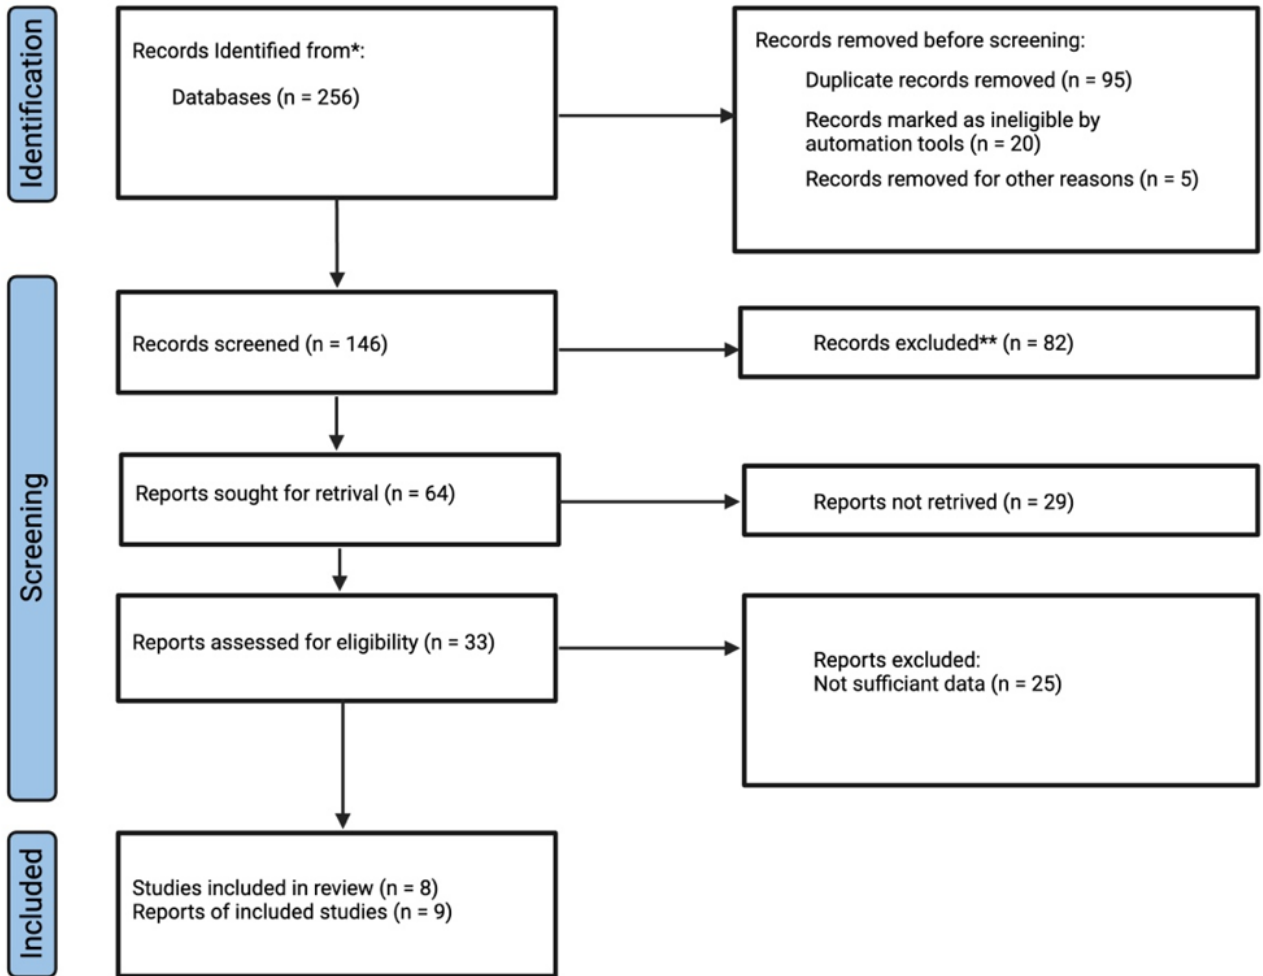 Identification
Records Identified from*:
Databases (n = 256)
Records removed before screening:
Duplicate records removed (n = 95)
Records marked as ineligible by
automation tools (n = 20)
Records removed for other reasons (n = 5)
Screening
Records screened (n = 146)
Records excluded** (n = 82)
Reports sought for retrival (n = 64)
Reports not retrived (n = 29)
Reports assessed for eligibility (n = 33)
Reports excluded:
Not sufficiant data (n = 25)
Included
Studies included in review (n = 8)
Reports of included studies (n = 9)